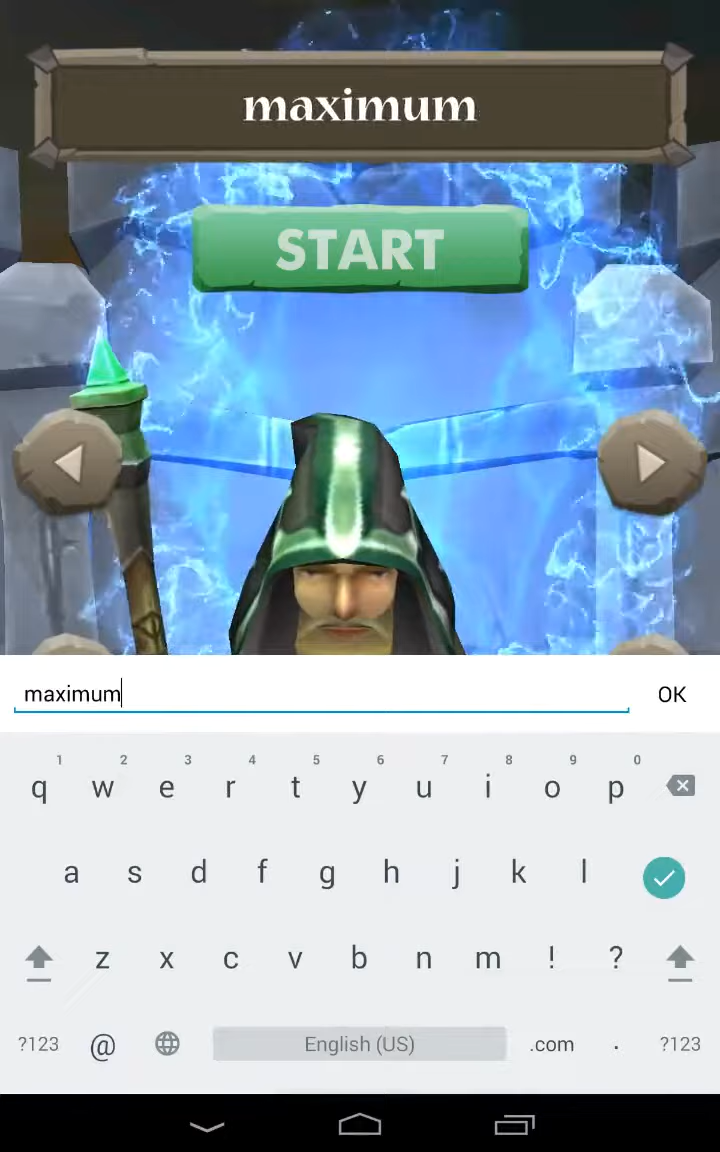 maximum
START
maximum OK
1 2 3 4 5 6 7 8 9 0
q w e r t y u i o p
a s d f g h j k l
z x c v b n m ! ?
?123 @ English (US) .com . ?123